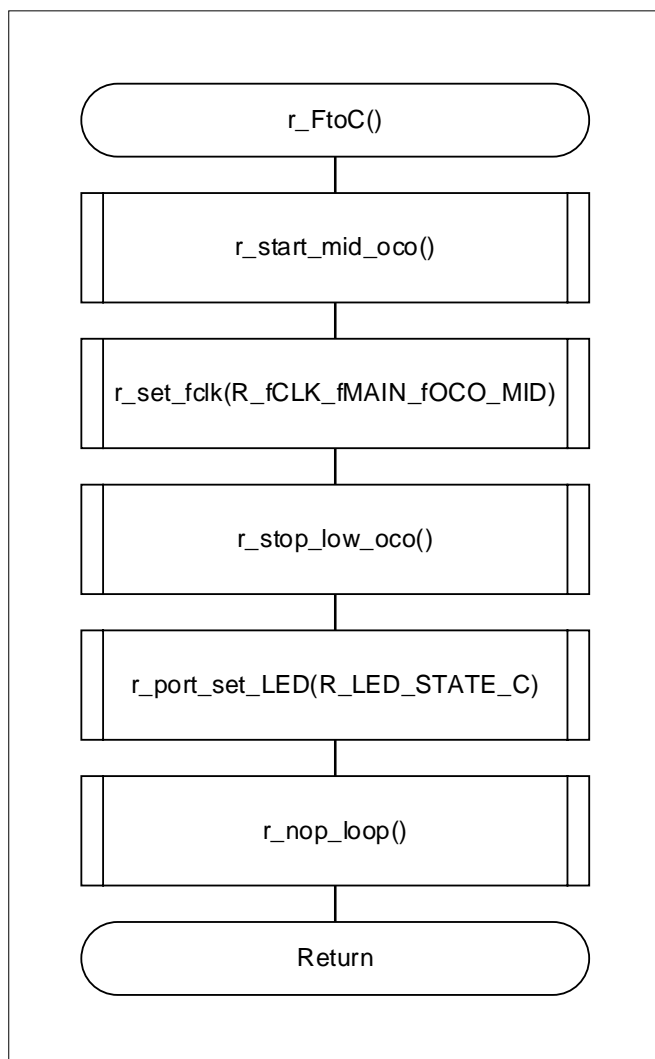 r_FtoC()
r_start_mid_oco()
r_set_fclk(R_fCLK_fMAIN_fOCO_MID)
r_stop_low_oco()
r_port_set_LED(R_LED_STATE_C)
r_nop_loop()
Return